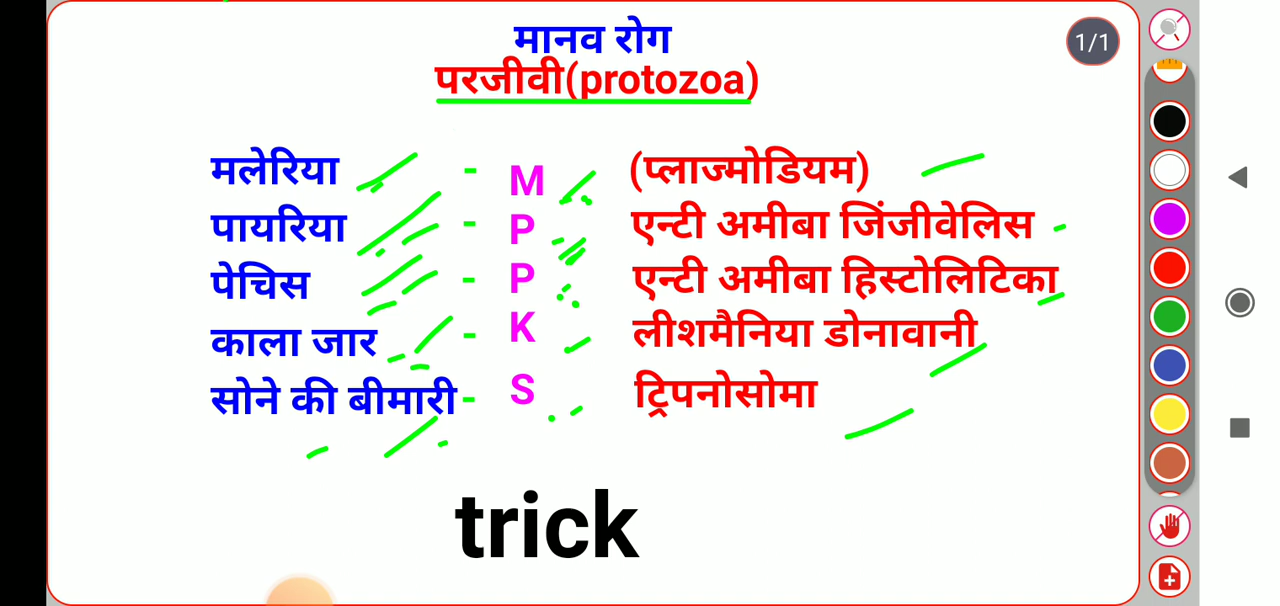 मानव रोग
1/1
परजीवी(protozoa)
मलेरिया - M (प्लाज्मोडियम)
पायरिया - P एन्टी अमीबा जिंजीवेलिस
पेचिस - P एन्टी अमीबा हिस्टोलिटिका
काला जार - K लीशमैनिया डोनावानी
सोने की बीमारी - S ट्रिपनोसोमा
trick